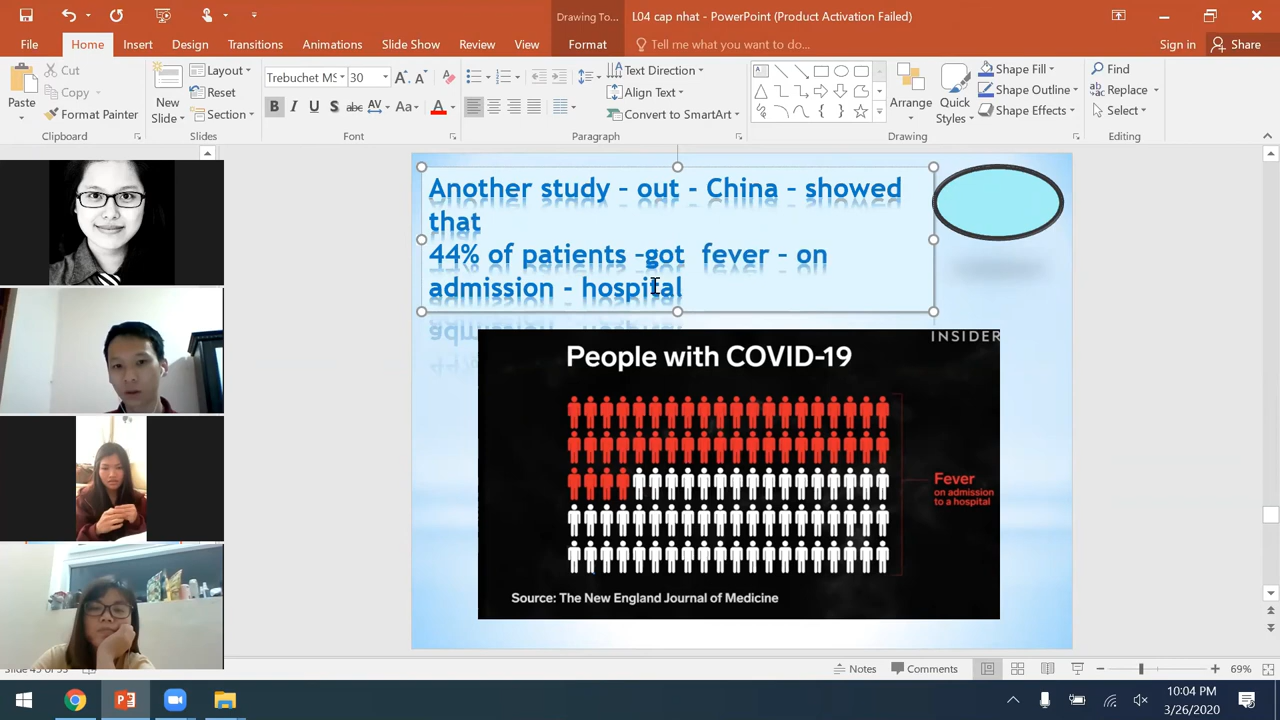 Drawing To...
L04 cap nhat - PowerPoint (Product Activation Failed)
File
Home
Insert
Design
Transitions
Animations
Slide Show
Review
View
Format
Tell me what you want to do...
Sign in
Share
Paste
Cut
Copy
Format Painter
Clipboard
New Slide
Layout
Reset
Section
Slides
Trebuchet MS
30
B
I
U
S
abc
AV
Aa
A
Font
Text Direction
Align Text
Convert to SmartArt
Paragraph
Arrange
Quick Styles
Shape Fill
Shape Outline
Shape Effects
Drawing
Find
Replace
Select
Editing
Another study – out - China – showed
that
44% of patients –got fever – on
admission - hospital
INSIDER
People with COVID-19
Fever
on admission
to a hospital
Source: The New England Journal of Medicine
Notes
Comments
69%
10:04 PM
3/26/2020